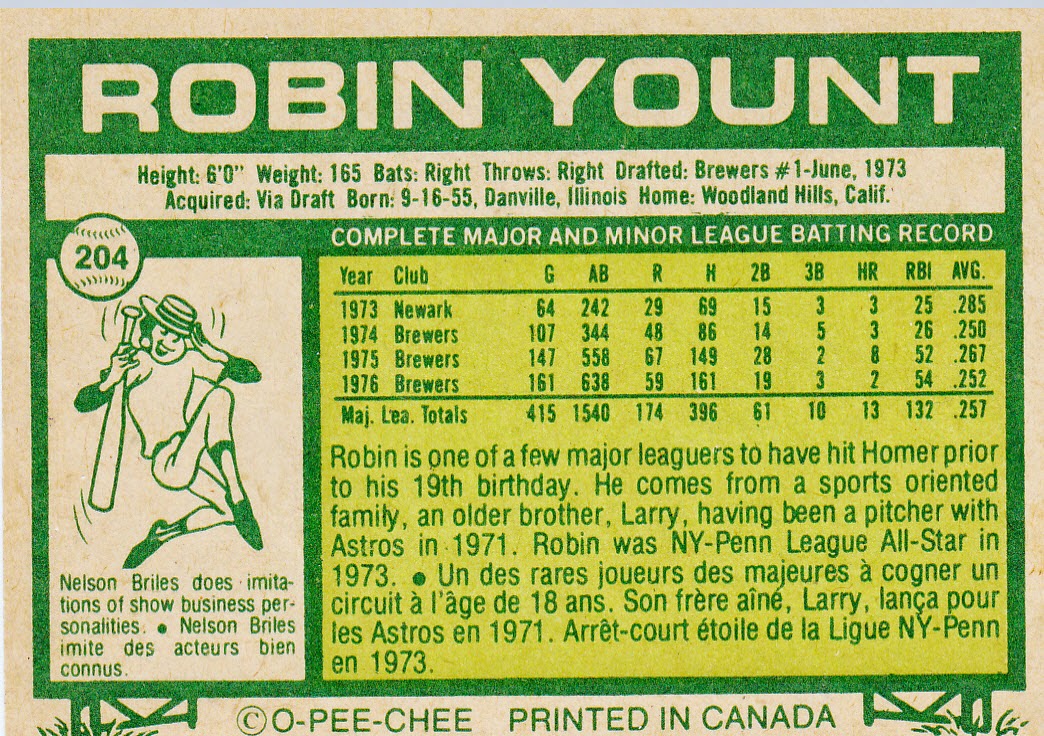 ROBIN YOUNT
Height: 6'0" Weight: 165 Bats: Right Throws: Right Drafted: Brewers #1-June, 1973
Acquired: Via Draft Born: 9-16-55, Danville, Illinois Home: Woodland Hills, Calif.
204
COMPLETE MAJOR AND MINOR LEAGUE BATTING RECORD
Year Club G AB R H 2B 3B HR RBI AVG.
1973 Newark 64 242 29 69 15 3 3 25 .285
1974 Brewers 107 344 48 86 14 5 3 26 .250
1975 Brewers 147 558 67 149 28 2 8 52 .267
1976 Brewers 161 638 59 161 19 3 2 54 .252
Maj. Lea. Totals 415 1540 174 396 61 10 13 132 .257
Robin is one of a few major leaguers to have hit Homer prior
to his 19th birthday. He comes from a sports oriented
family, an older brother, Larry, having been a pitcher with
Astros in 1971. Robin was NY-Penn League All-Star in
1973. ● Un des rares joueurs des majeures à cogner un
circuit à l'âge de 18 ans. Son frère aîné, Larry, lança pour
les Astros en 1971. Arrêt-court étoile de la Ligue NY-Penn
en 1973.
Nelson Briles does imita-
tions of show business per-
sonalities. ● Nelson Briles
imite des acteurs bien
connus.
© O-PEE-CHEE PRINTED IN CANADA